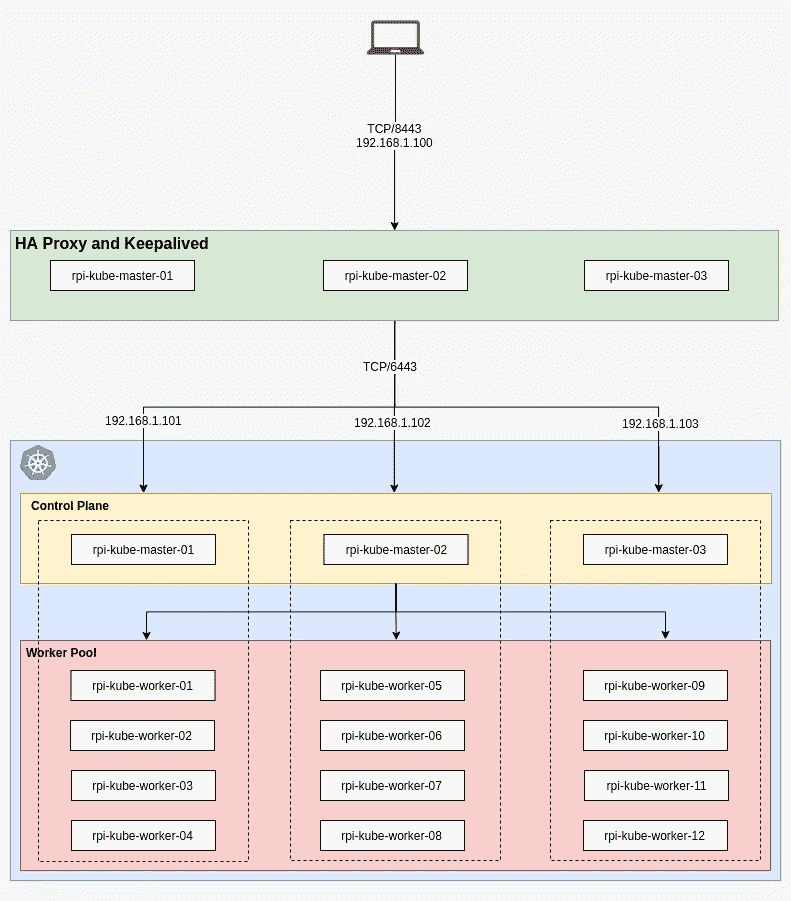 TCP/8443
192.168.1.100
HA Proxy and Keepalived
rpi-kube-master-01
rpi-kube-master-02
rpi-kube-master-03
TCP/6443
192.168.1.101
192.168.1.102
192.168.1.103
Control Plane
rpi-kube-master-01
rpi-kube-master-02
rpi-kube-master-03
Worker Pool
rpi-kube-worker-01
rpi-kube-worker-05
rpi-kube-worker-09
rpi-kube-worker-02
rpi-kube-worker-06
rpi-kube-worker-10
rpi-kube-worker-03
rpi-kube-worker-07
rpi-kube-worker-11
rpi-kube-worker-04
rpi-kube-worker-08
rpi-kube-worker-12